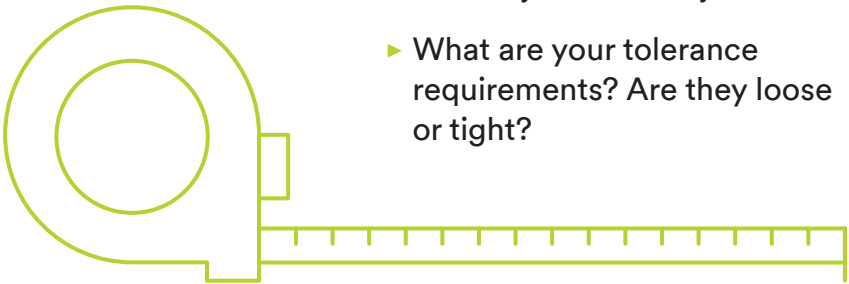 ▸ What are your tolerance
requirements? Are they loose
or tight?